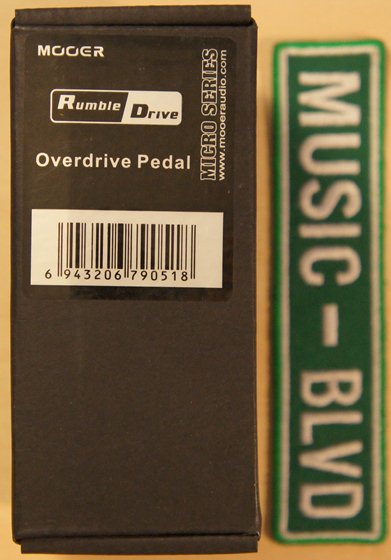 MOOER
Rumble Drive
Overdrive Pedal
MICRO SERIES
www.mooeraudio.com
6 943206 790518
MUSIC - BLVD